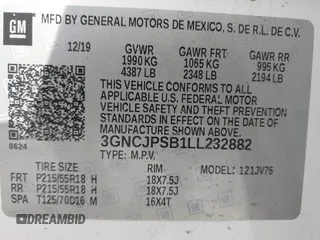 GM
MFD BY GENERAL MOTORS DE MEXICO, S. DE R.L. DE C.V.
12/19 GVWR GAWR FRT GAWR RR
1990 KG 1065 KG 995 KG
4387 LB 2348 LB 2194 LB
THIS VEHICLE CONFORMS TO ALL
APPLICABLE U.S. FEDERAL MOTOR
VEHICLE SAFETY AND THEFT PREVENTION
STANDARDS IN EFFECT ON THE DATE OF
MANUFACTURE SHOWN ABOVE.
3GNCJPSB1LL232882
8624
TYPE: M.P.V. MODEL: 121JV76
TIRE SIZE RIM
FRT P215/55R18 H 18X7.5J
RR P215/55R18 H 18X7.5J
SPA T125/70D16 M 16X4T
DEALERSHIP